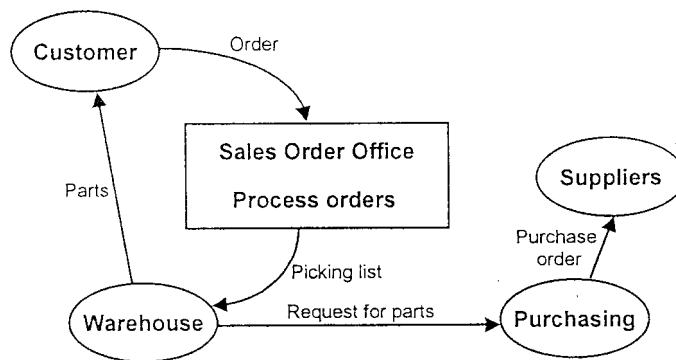 Order
Customer
Sales Order Office
Process orders
Suppliers
Parts
Purchase
order
Picking list
Request for parts
Warehouse
Purchasing